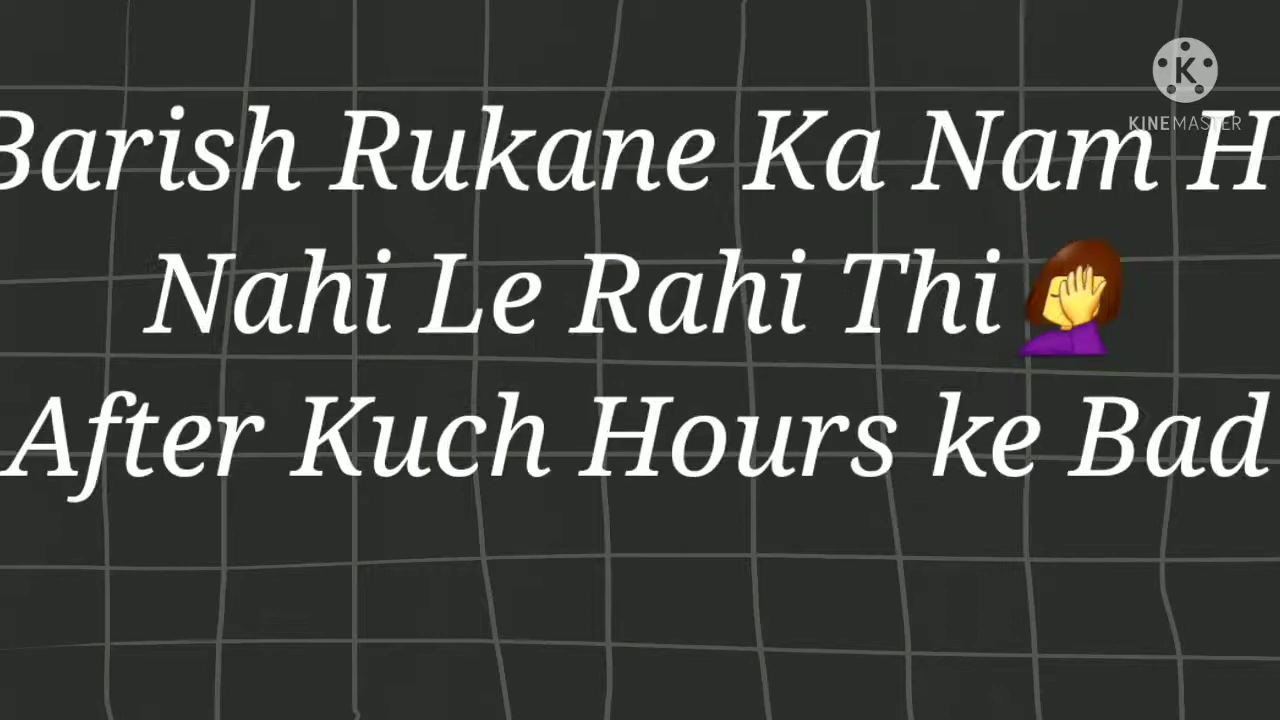 Barish Rukane Ka Nam H
Nahi Le Rahi Thi 🤦‍♀️
After Kuch Hours ke Bad
K
KINEMASTER